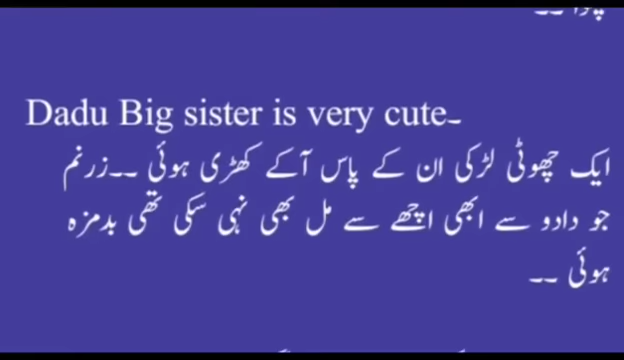 Dadu Big sister is very cute-
ایک چھوٹی لڑکی ان کے پاس آکے کھڑی ہوئی ۔۔زرنم
جو دادو سے ابھی اچھے سے مل بھی نہی سکی تھی بدمزہ
ہوئی ۔۔